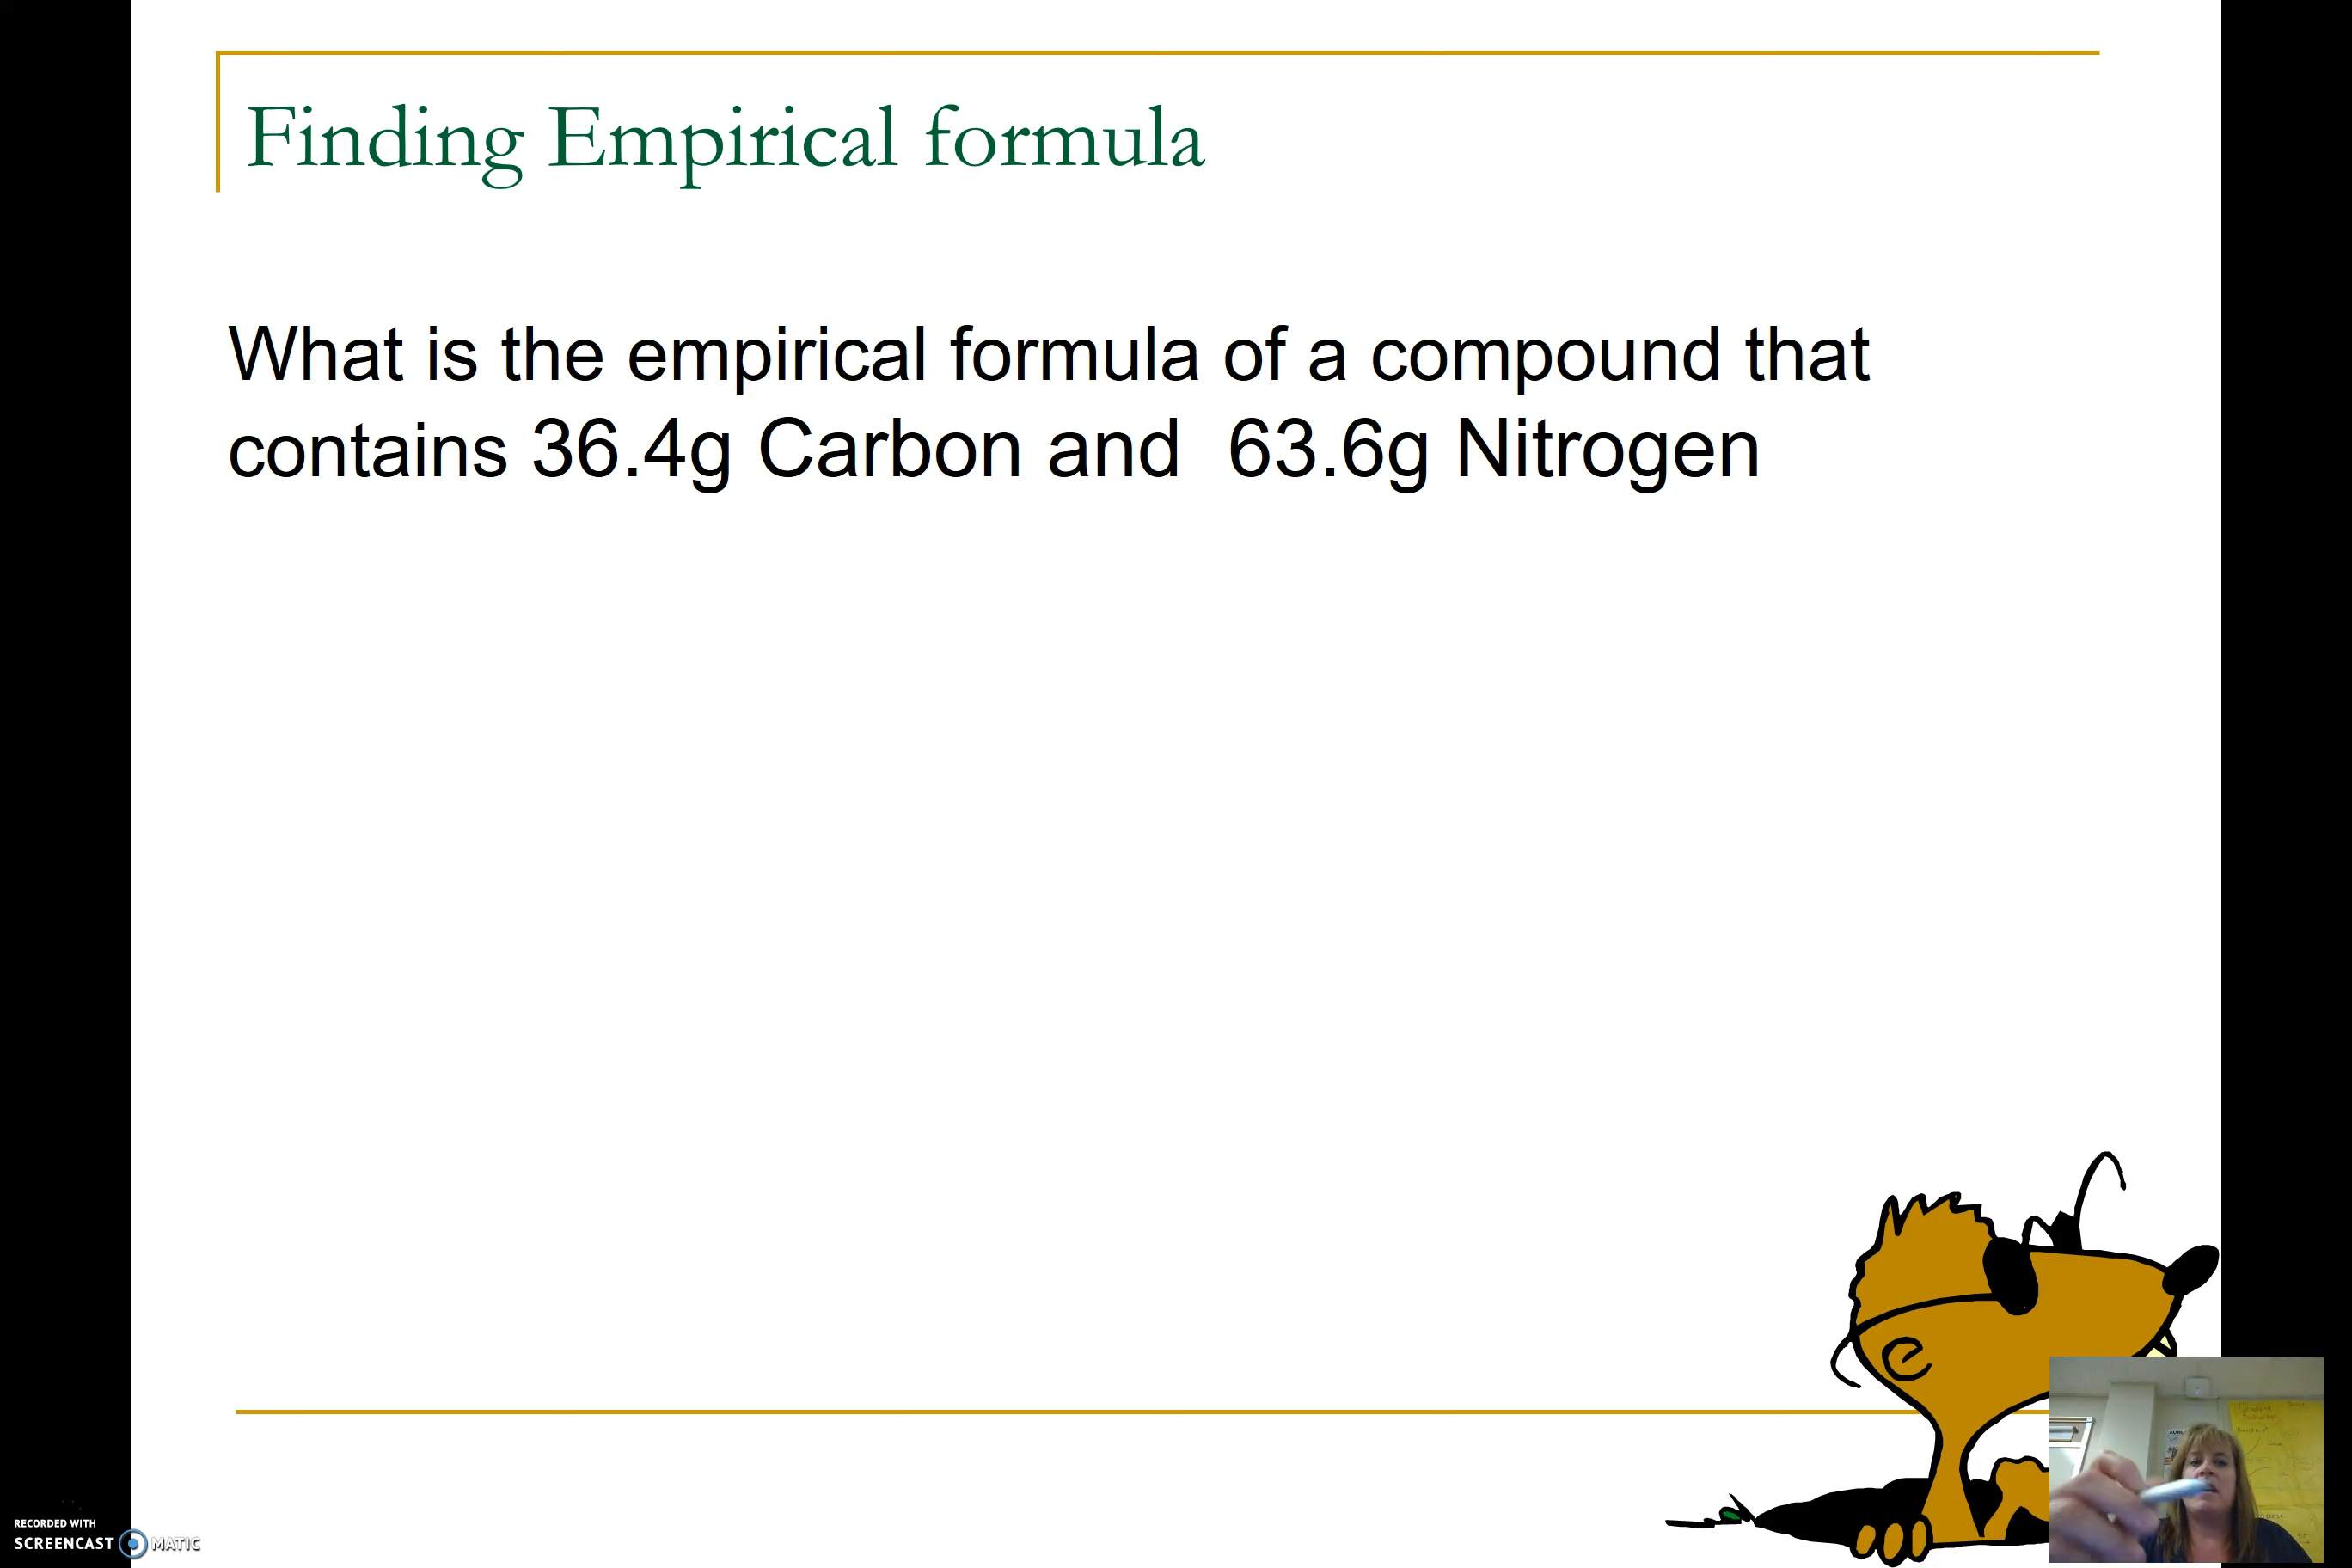 Finding Empirical formula
What is the empirical formula of a compound that
contains 36.4g Carbon and 63.6g Nitrogen
RECORDED WITH
SCREENCAST MATIC